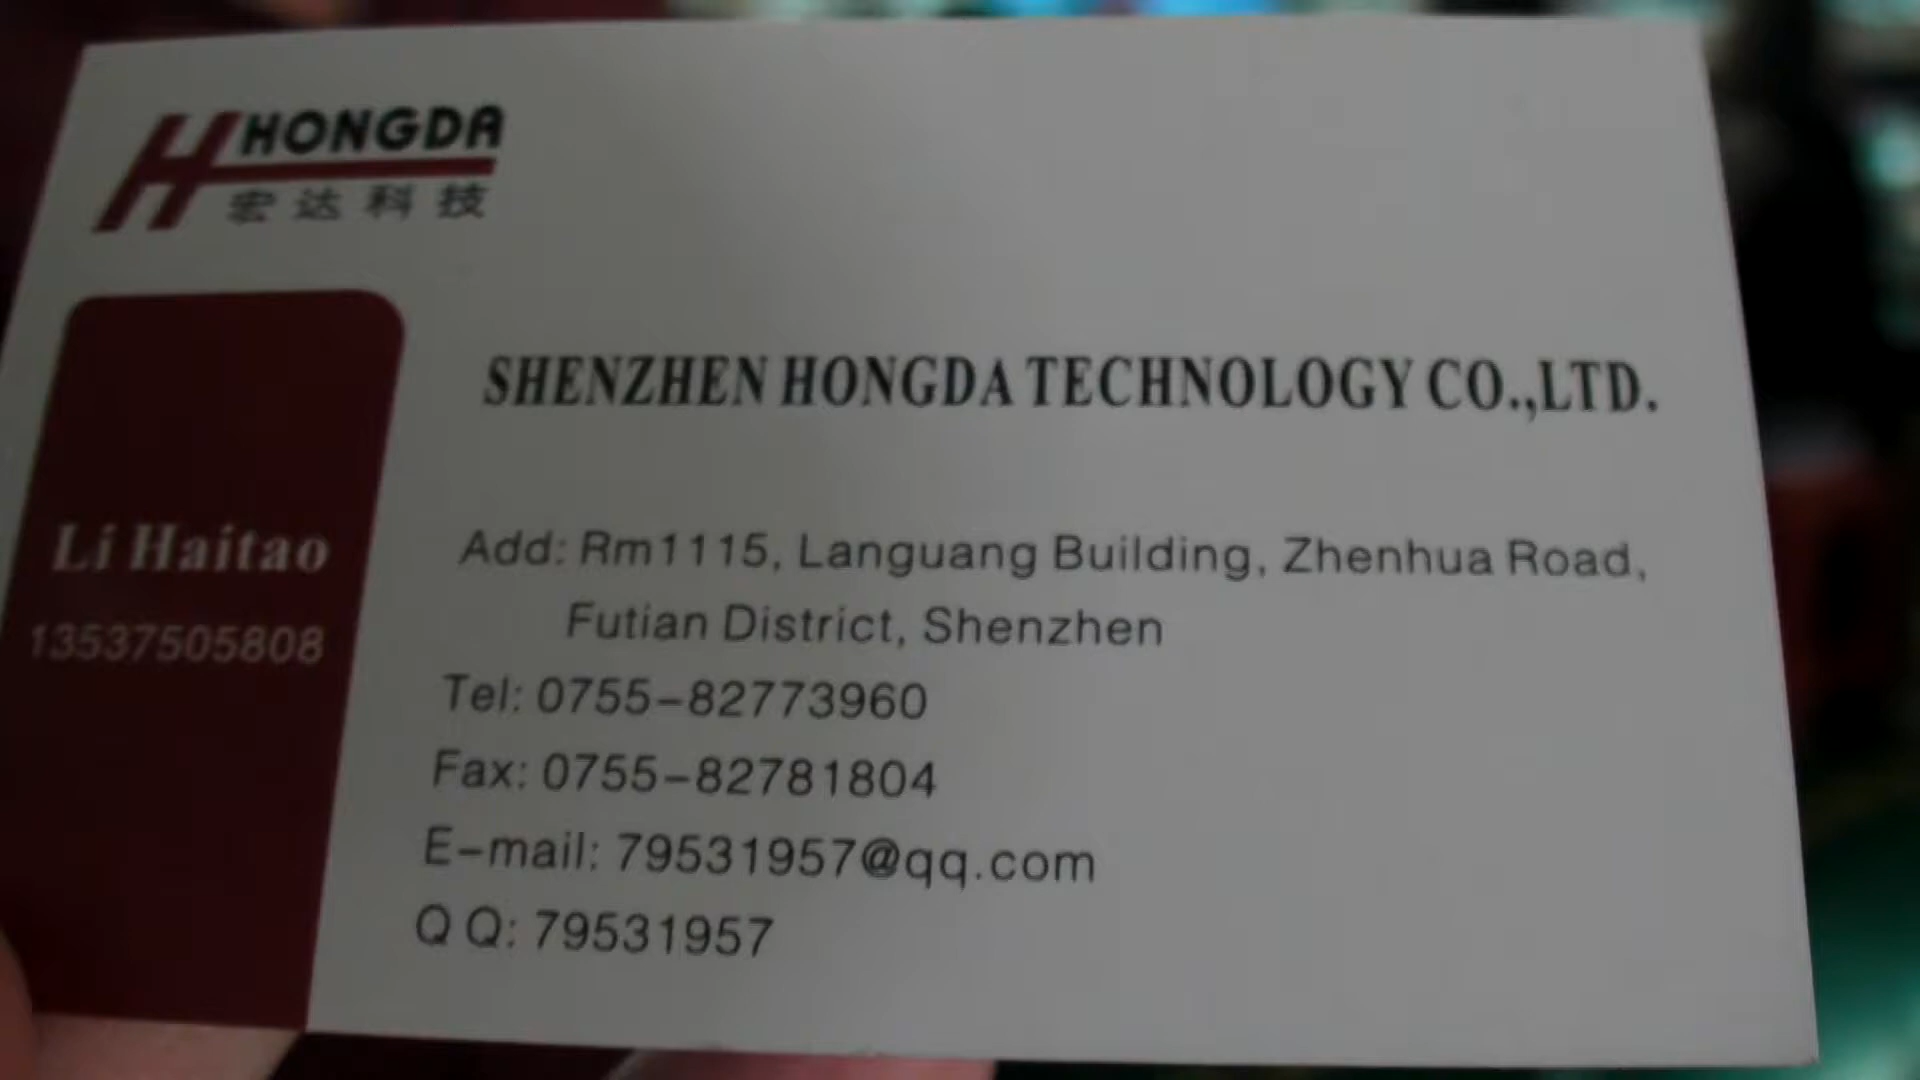 HONGDA
宏达科技
SHENZHEN HONGDA TECHNOLOGY CO.,LTD.
Li Haitao
13537505808
Add: Rm1115, Languang Building, Zhenhua Road,
Futian District, Shenzhen
Tel: 0755-82773960
Fax: 0755-82781804
E-mail: 79531957@qq.com
QQ: 79531957